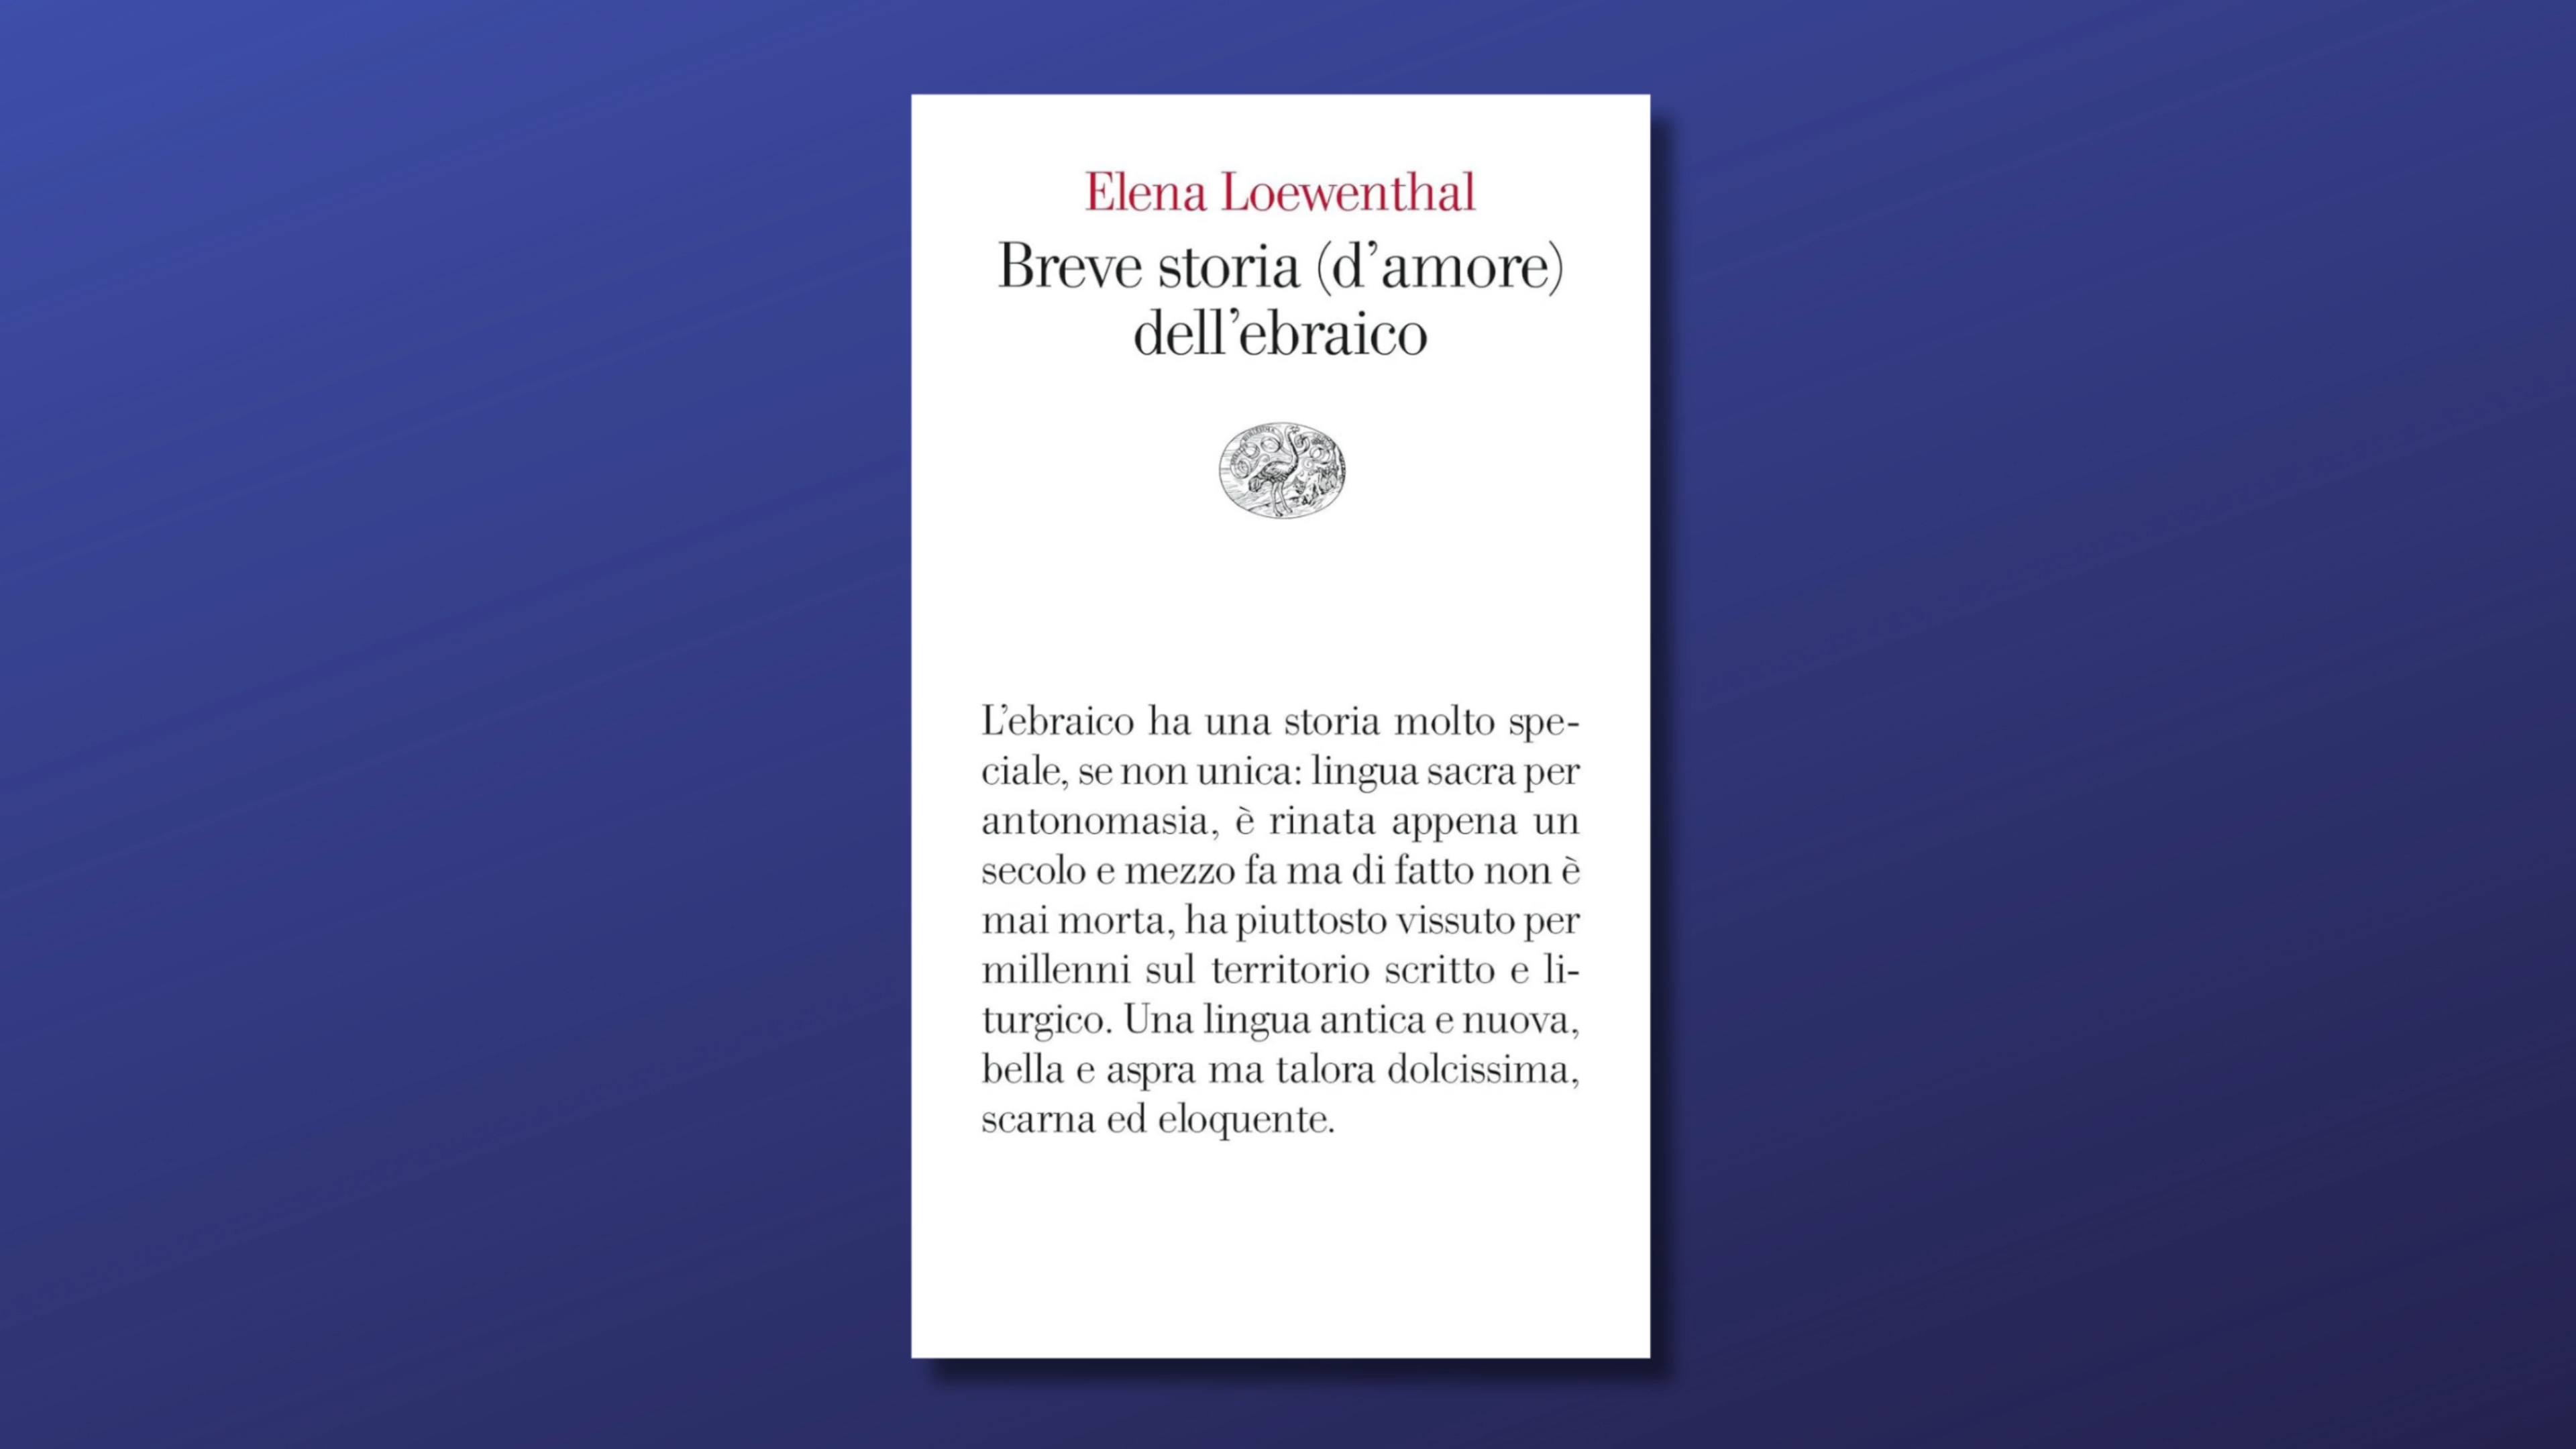 Elena Loewenthal
Breve storia (d’amore)
dell’ebraico
L’ebraico ha una storia molto spe-
ciale, se non unica: lingua sacra per
antonomasia, è rinata appena un
secolo e mezzo fa ma di fatto non è
mai morta, ha piuttosto vissuto per
millenni sul territorio scritto e li-
turgico. Una lingua antica e nuova,
bella e aspra ma talora dolcissima,
scarna ed eloquente.